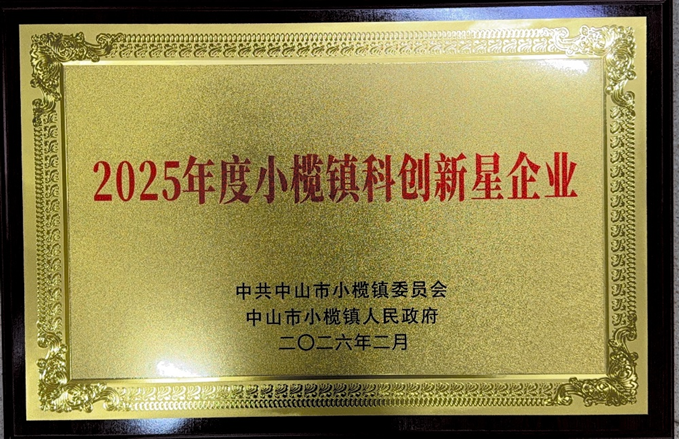 2025年度小榄镇科创新星企业
中共中山市小榄镇委员会
中山市小榄镇人民政府
二〇二六年二月